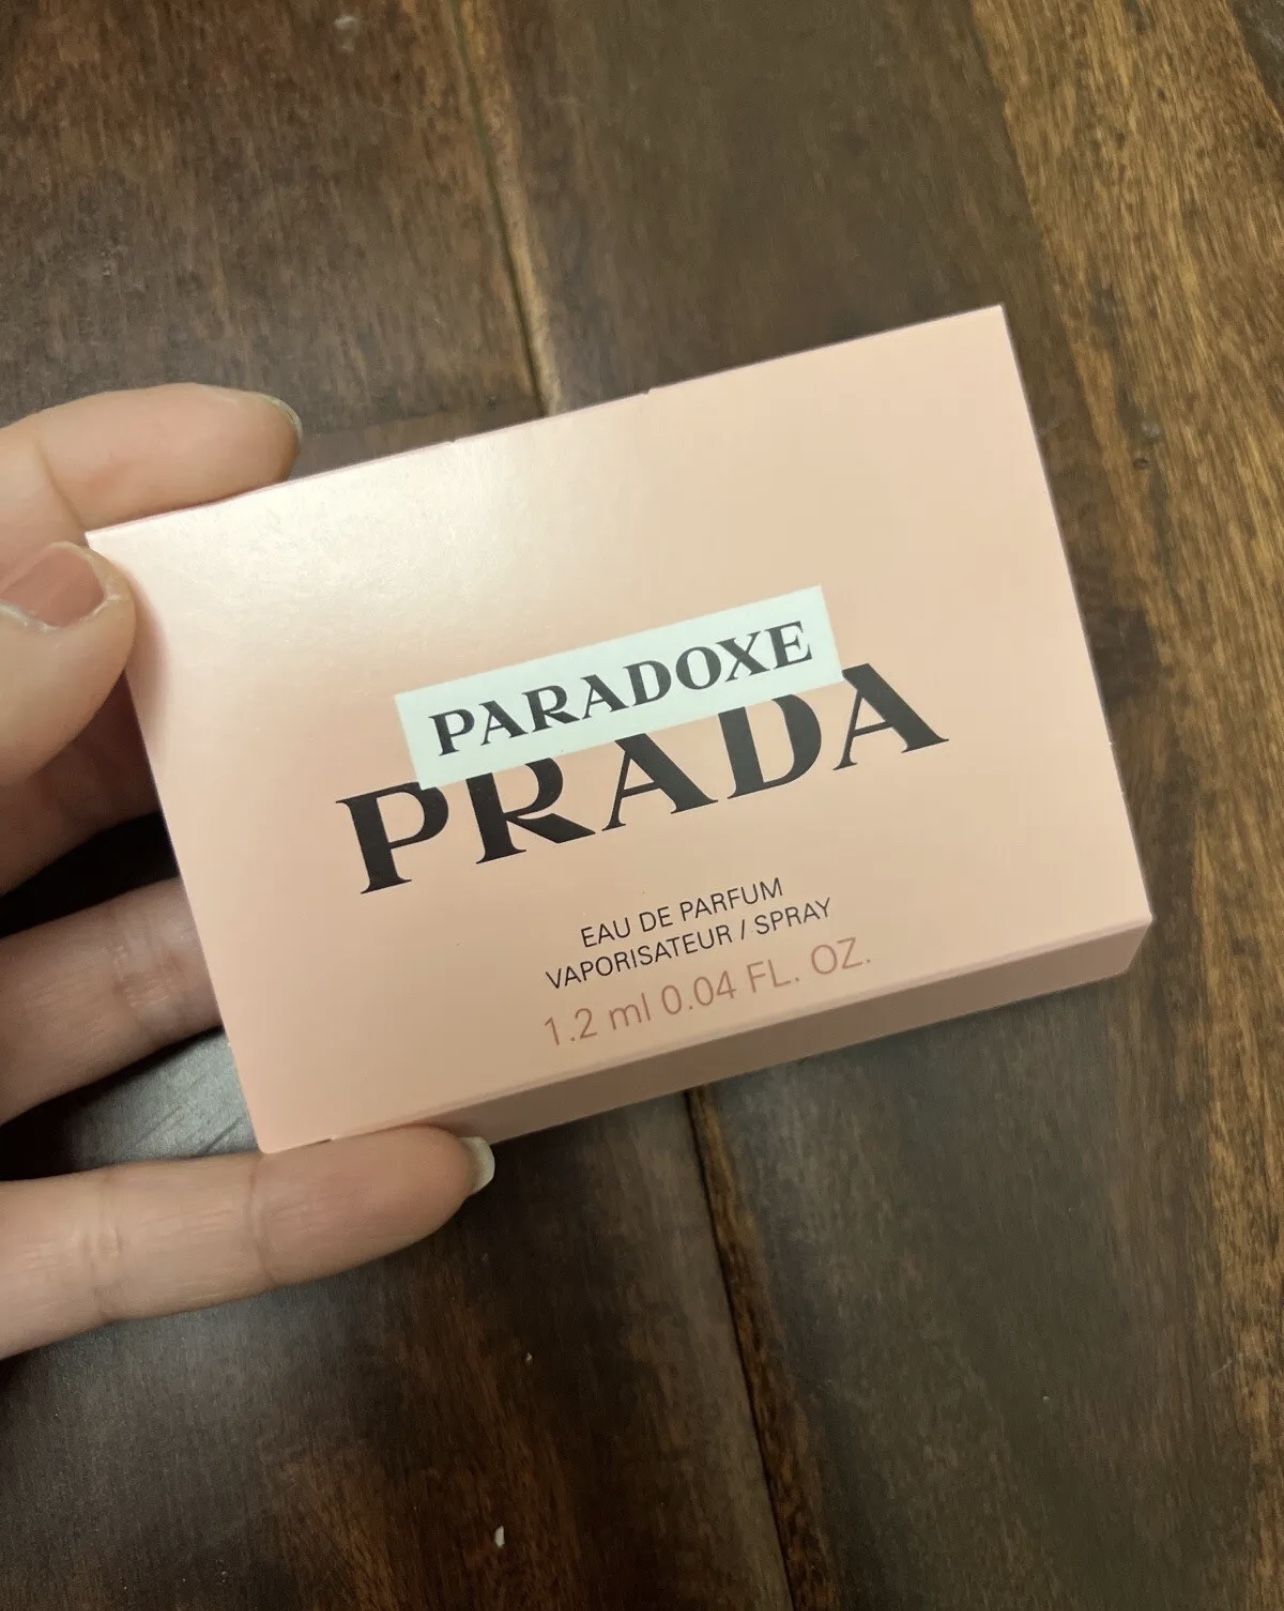 PARADOXE
PRADA
EAU DE PARFUM
VAPORISATEUR / SPRAY
1.2 ml 0.04 FL. OZ.